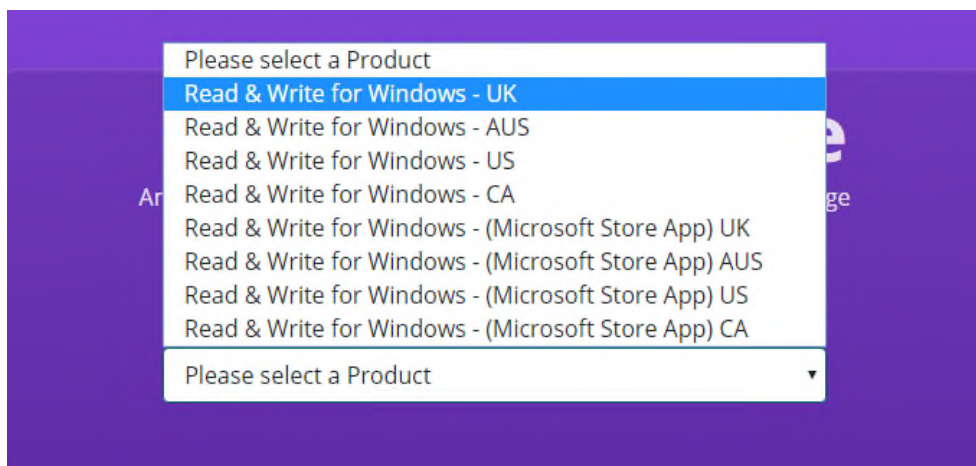 Please select a Product
Read & Write for Windows - UK
Read & Write for Windows - AUS
Read & Write for Windows - US
Read & Write for Windows - CA
Read & Write for Windows - (Microsoft Store App) UK
Read & Write for Windows - (Microsoft Store App) AUS
Read & Write for Windows - (Microsoft Store App) US
Read & Write for Windows - (Microsoft Store App) CA
Please select a Product